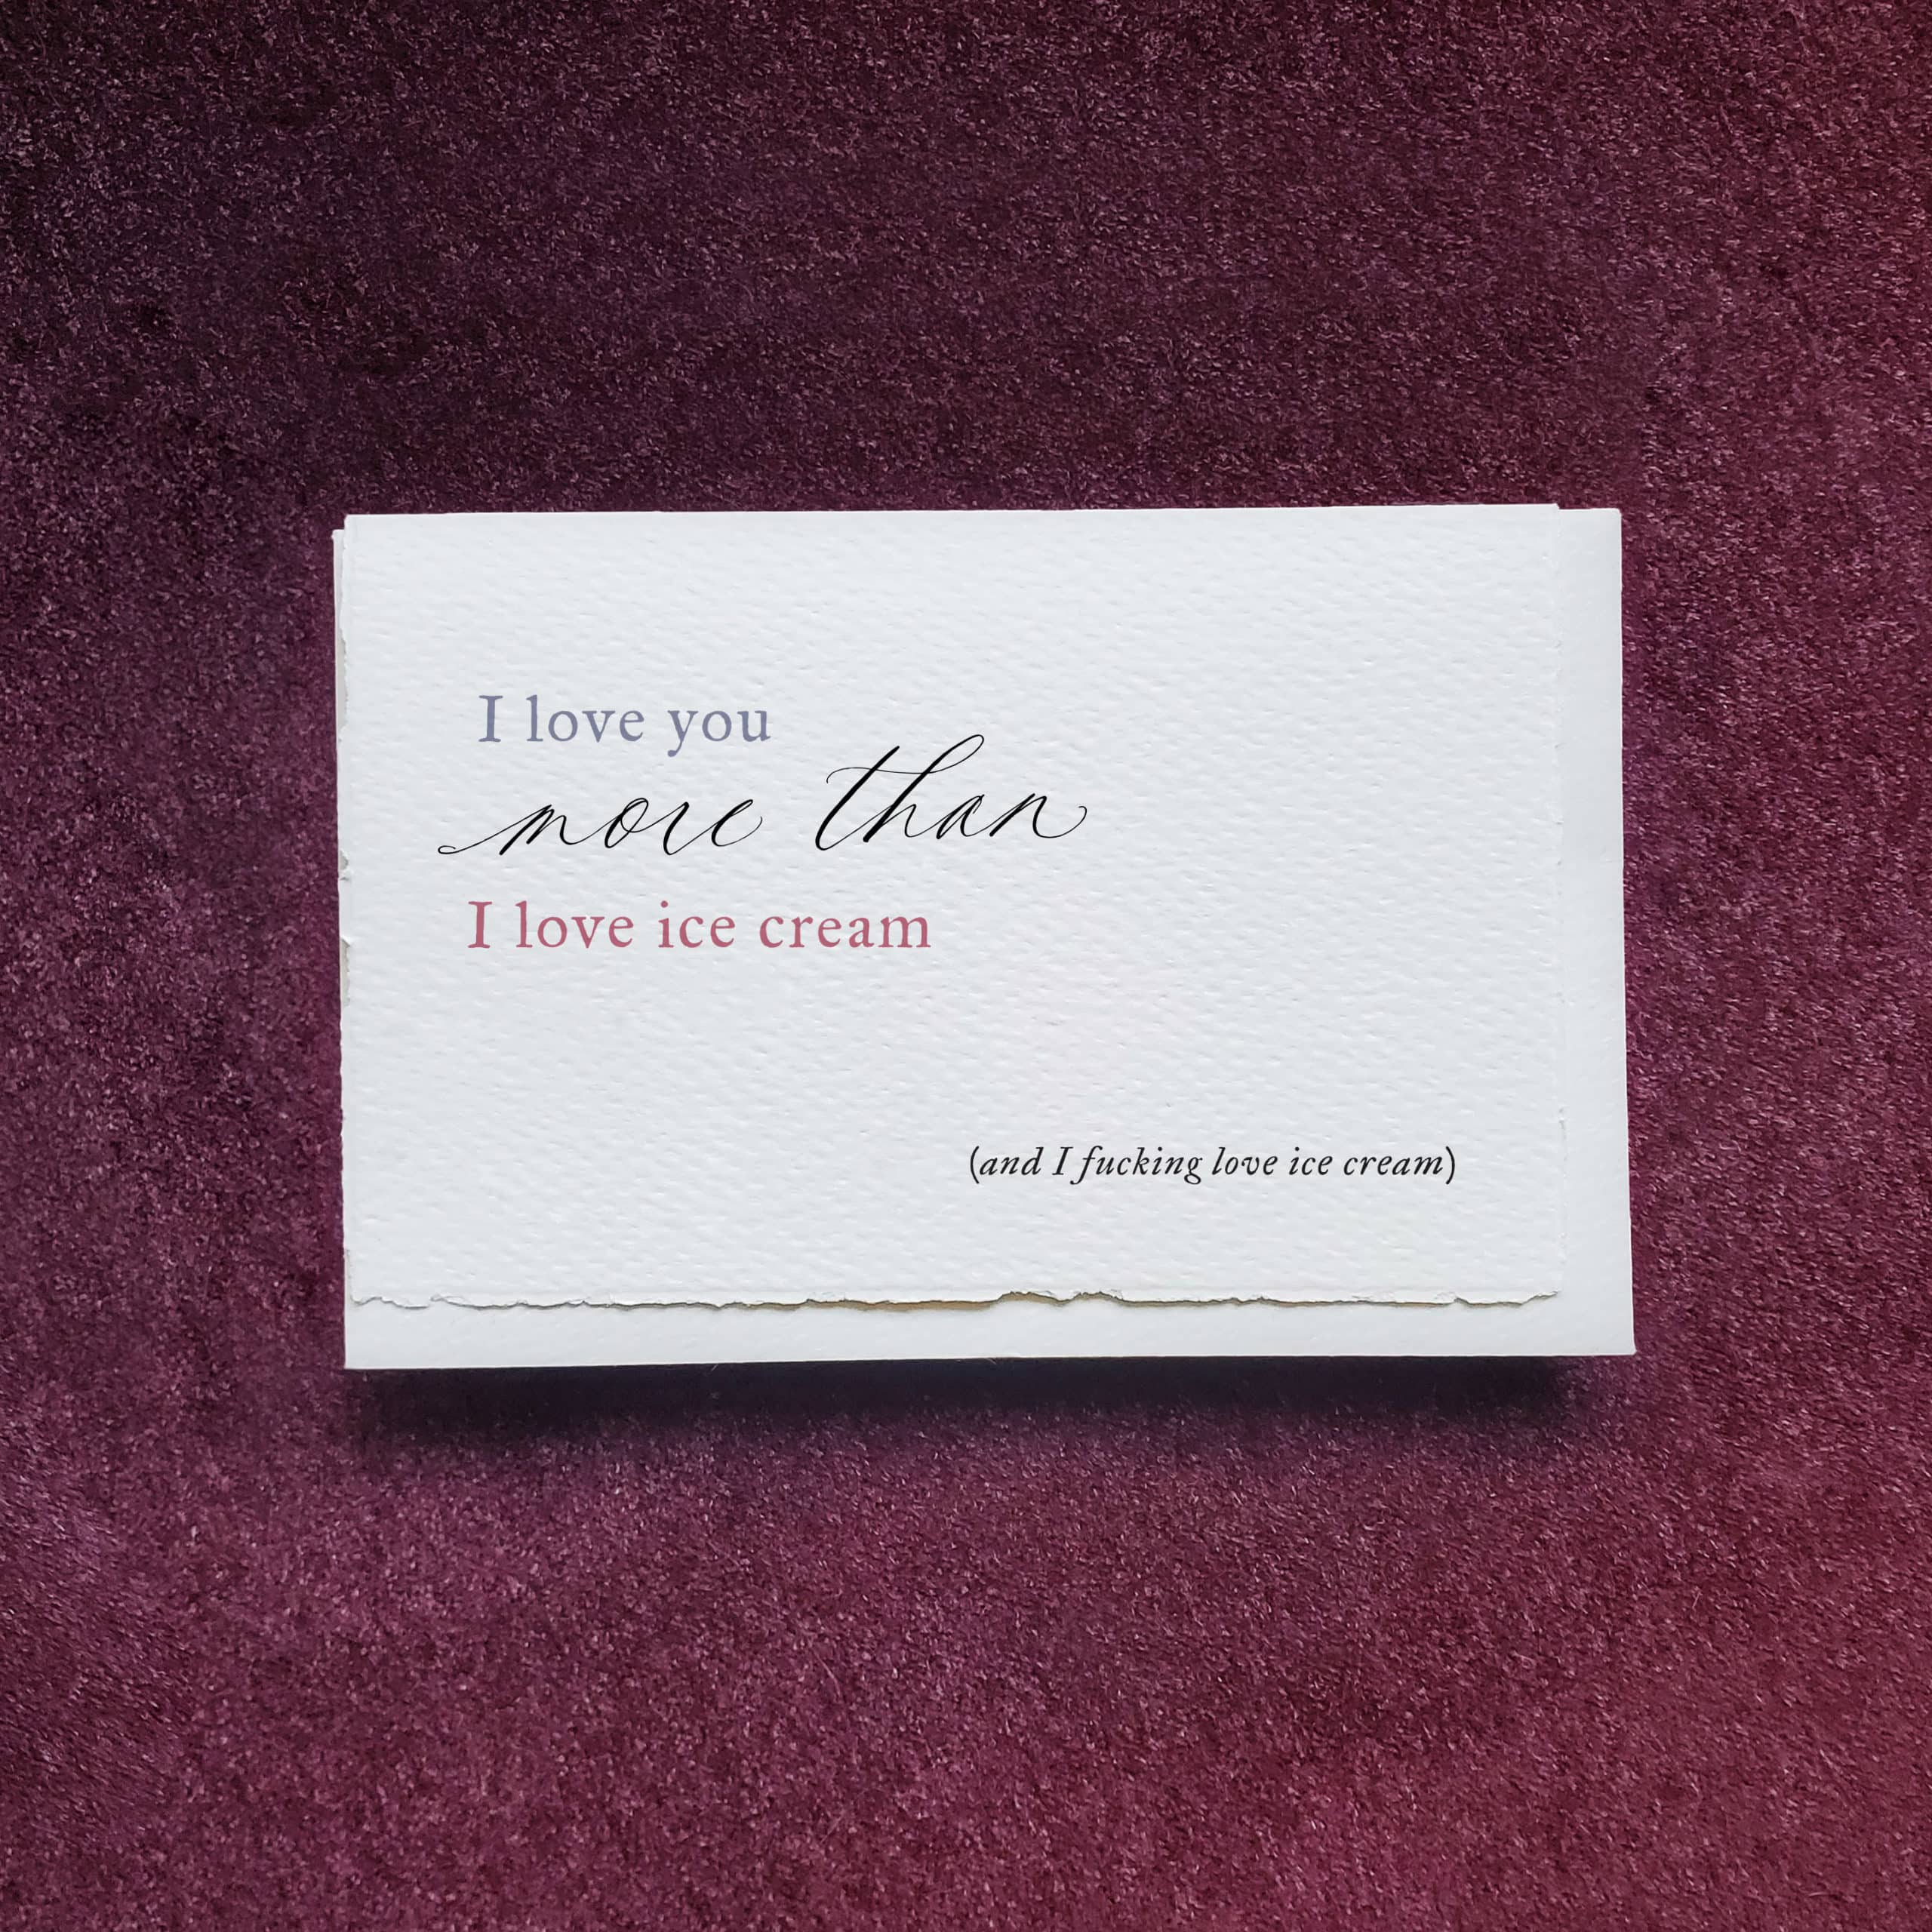 I love you
more than
I love ice cream
(and I fucking love ice cream)